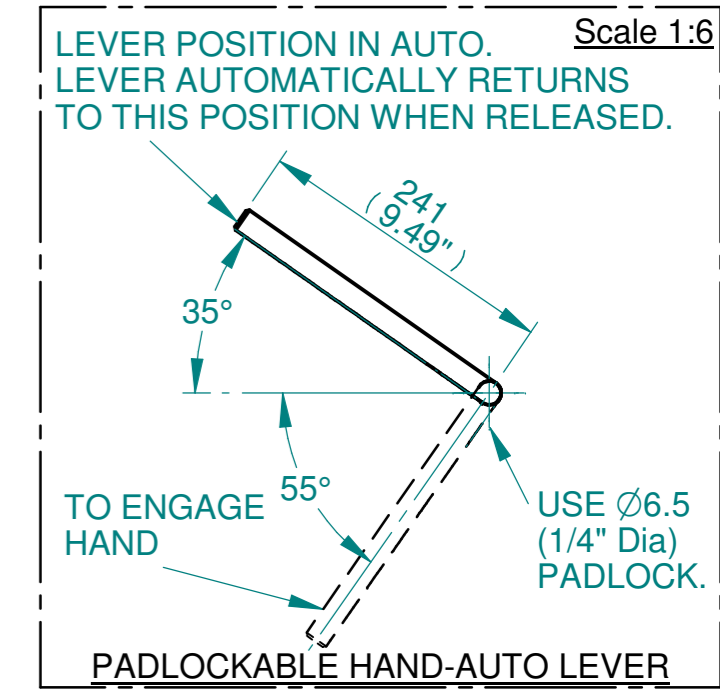 Scale 1:6
LEVER POSITION IN AUTO.
LEVER AUTOMATICALLY RETURNS
TO THIS POSITION WHEN RELEASED.
241
( 9.49" )
35°
55°
TO ENGAGE
HAND
USE ∅6.5
(1/4" Dia)
PADLOCK.
PADLOCKABLE HAND-AUTO LEVER